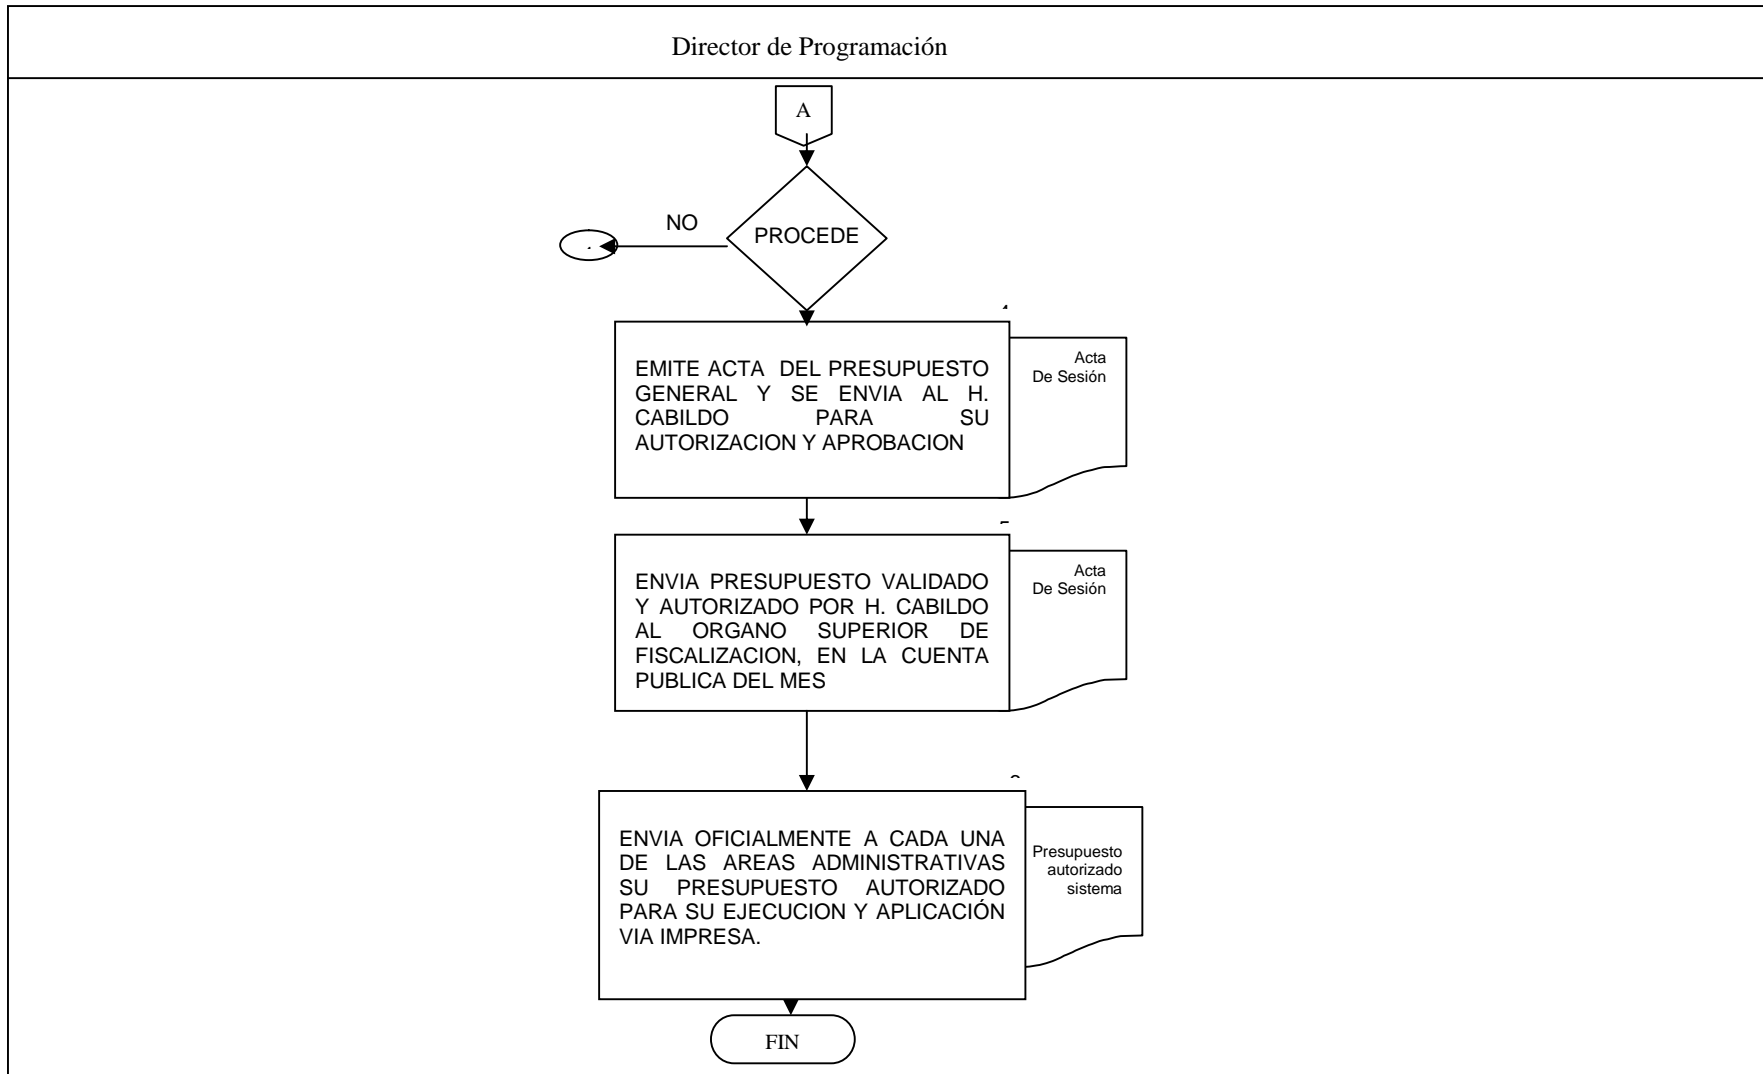 Director de Programación
A
NO
PROCEDE
EMITE ACTA DEL PRESUPUESTO
GENERAL Y SE ENVIA AL H.
CABILDO PARA SU
AUTORIZACION Y APROBACION
Acta
De Sesión
ENVIA PRESUPUESTO VALIDADO
Y AUTORIZADO POR H. CABILDO
AL ORGANO SUPERIOR DE
FISCALIZACION, EN LA CUENTA
PUBLICA DEL MES
Acta
De Sesión
ENVIA OFICIALMENTE A CADA UNA
DE LAS AREAS ADMINISTRATIVAS
SU PRESUPUESTO AUTORIZADO
PARA SU EJECUCION Y APLICACIÓN
VIA IMPRESA.
Presupuesto
autorizado
sistema
FIN